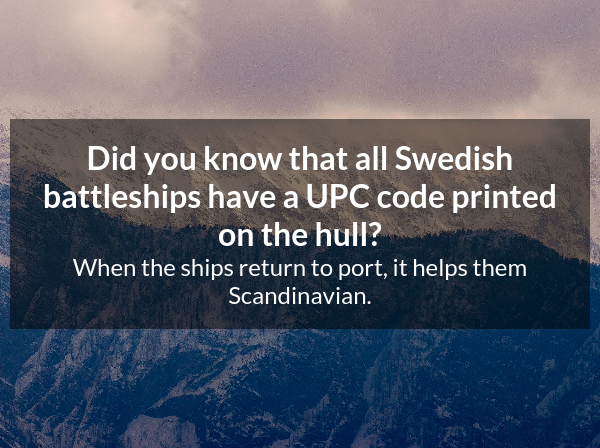 Did you know that all Swedish
battleships have a UPC code printed
on the hull?
When the ships return to port, it helps them
Scandinavian.